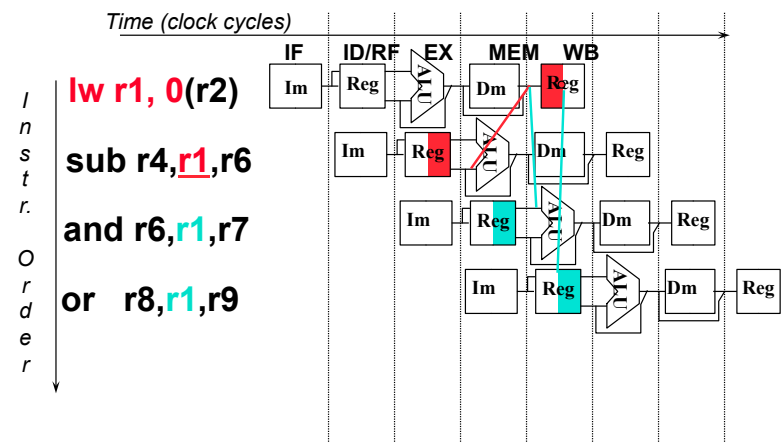 Time (clock cycles)
IF ID/RF EX MEM WB
Instr. Order
lw r1, 0(r2)
Im Reg ALU Dm Reg
sub r4,r1,r6
Im Reg ALU Dm Reg
and r6,r1,r7
Im Reg ALU Dm Reg
or r8,r1,r9
Im Reg ALU Dm Reg